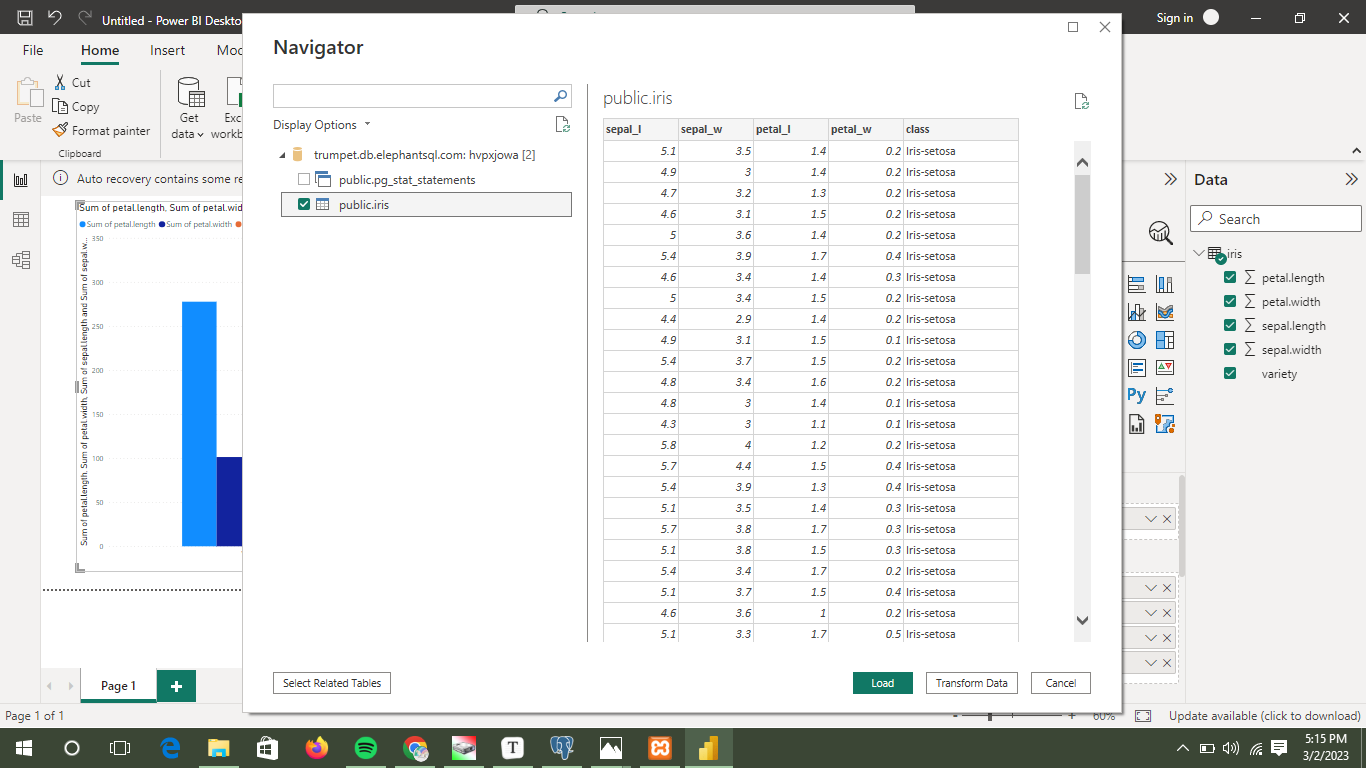 Untitled - Power BI Deskto
Sign in
File Home Insert Mod
Paste
Cut
Copy
Format painter
Clipboard
Get
data
Exc
workb
Auto recovery contains some re
Sum of petal.length, Sum of petal.wid
Sum of petal.length Sum of petal.width
Sum of petal.length, Sum of petal.width, Sum of sepal.length and Sum of sepal.w...
350
300
250
200
150
100
50
0
Navigator
Display Options
trumpet.db.elephantsql.com: hvpxjowa [2]
public.pg_stat_statements
public.iris
public.iris
sepal_l sepal_w petal_l petal_w class
5.1 3.5 1.4 0.2 Iris-setosa
4.9 3 1.4 0.2 Iris-setosa
4.7 3.2 1.3 0.2 Iris-setosa
4.6 3.1 1.5 0.2 Iris-setosa
5 3.6 1.4 0.2 Iris-setosa
5.4 3.9 1.7 0.4 Iris-setosa
4.6 3.4 1.4 0.3 Iris-setosa
5 3.4 1.5 0.2 Iris-setosa
4.4 2.9 1.4 0.2 Iris-setosa
4.9 3.1 1.5 0.1 Iris-setosa
5.4 3.7 1.5 0.2 Iris-setosa
4.8 3.4 1.6 0.2 Iris-setosa
4.8 3 1.4 0.1 Iris-setosa
4.3 3 1.1 0.1 Iris-setosa
5.8 4 1.2 0.2 Iris-setosa
5.7 4.4 1.5 0.4 Iris-setosa
5.4 3.9 1.3 0.4 Iris-setosa
5.1 3.5 1.4 0.3 Iris-setosa
5.7 3.8 1.7 0.3 Iris-setosa
5.1 3.8 1.5 0.3 Iris-setosa
5.4 3.4 1.7 0.2 Iris-setosa
5.1 3.7 1.5 0.4 Iris-setosa
4.6 3.6 1 0.2 Iris-setosa
5.1 3.3 1.7 0.5 Iris-setosa
Select Related Tables
Load Transform Data Cancel
Data
Search
iris
petal.length
petal.width
sepal.length
sepal.width
variety
Py
Page 1
Page 1 of 1
60%
Update available (click to download)
T
5:15 PM
3/2/2023